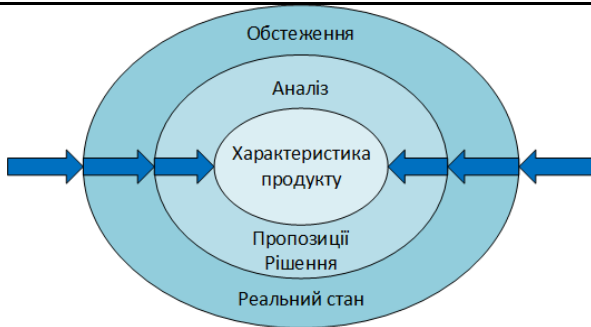 Обстеження
Аналіз
Характеристика
продукту
Пропозиції
Рішення
Реальний стан